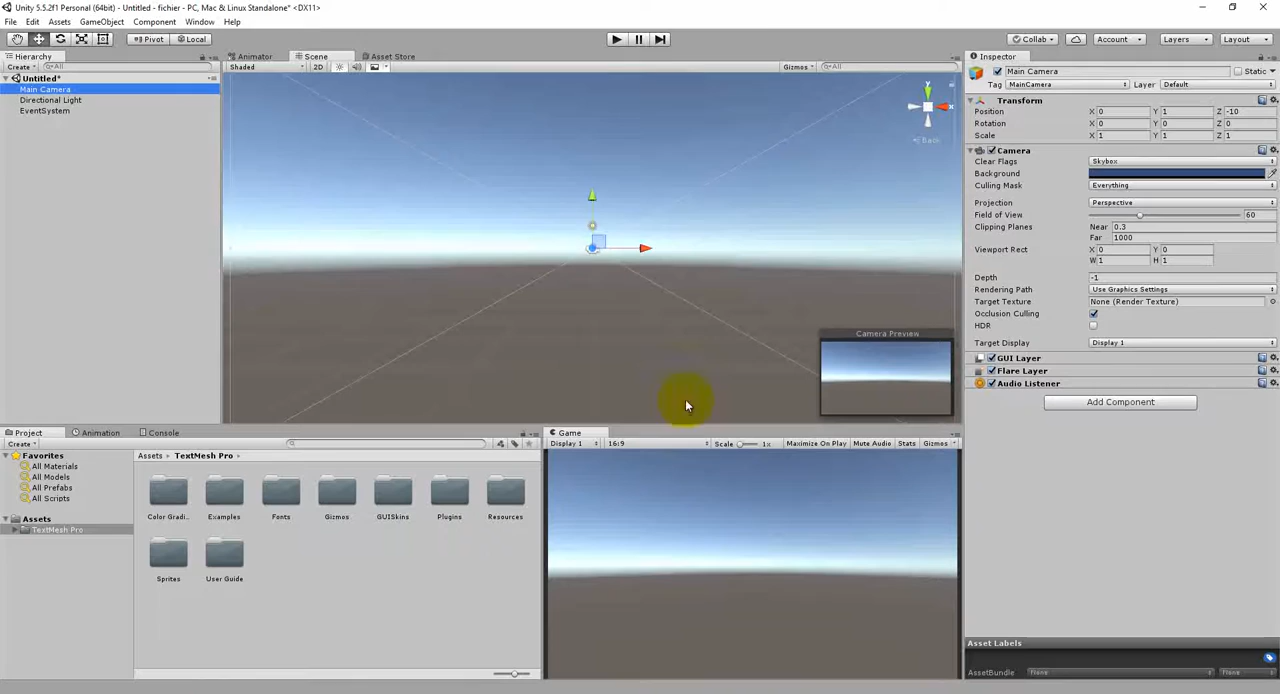 Unity 5.5.2f1 Personal (64bit) - Untitled - fichier - PC, Mac & Linux Standalone* <DX11>
File Edit Assets GameObject Component Window Help
Pivot Local Collab Account Layers Layout
Hierarchy
Create All
Untitled*
Main Camera
Directional Light
EventSystem
Animator Scene Asset Store
Shaded 2D Gizmos All
Y
X
Back
Camera Preview
Inspector
Main Camera Static
Tag MainCamera Layer Default
Transform
Position X 0 Y 1 Z -10
Rotation X 0 Y 0 Z 0
Scale X 1 Y 1 Z 1
Camera
Clear Flags Skybox
Background
Culling Mask Everything
Projection Perspective
Field of View 60
Clipping Planes Near 0.3
Far 1000
Viewport Rect X 0 Y 0
W 1 H 1
Depth -1
Rendering Path Use Graphics Settings
Target Texture None (Render Texture)
Occlusion Culling
HDR
Target Display Display 1
GUI Layer
Flare Layer
Audio Listener
Add Component
Project Animation Console
Create
Favorites
All Materials
All Models
All Prefabs
All Scripts
Assets
TextMesh Pro
Assets TextMesh Pro
Color Gradi.. Examples Fonts Gizmos GUISkins Plugins Resources
Sprites User Guide
Game
Display 1 16:9 Scale 1x Maximize On Play Mute Audio Stats Gizmos
Asset Labels
AssetBundle None None